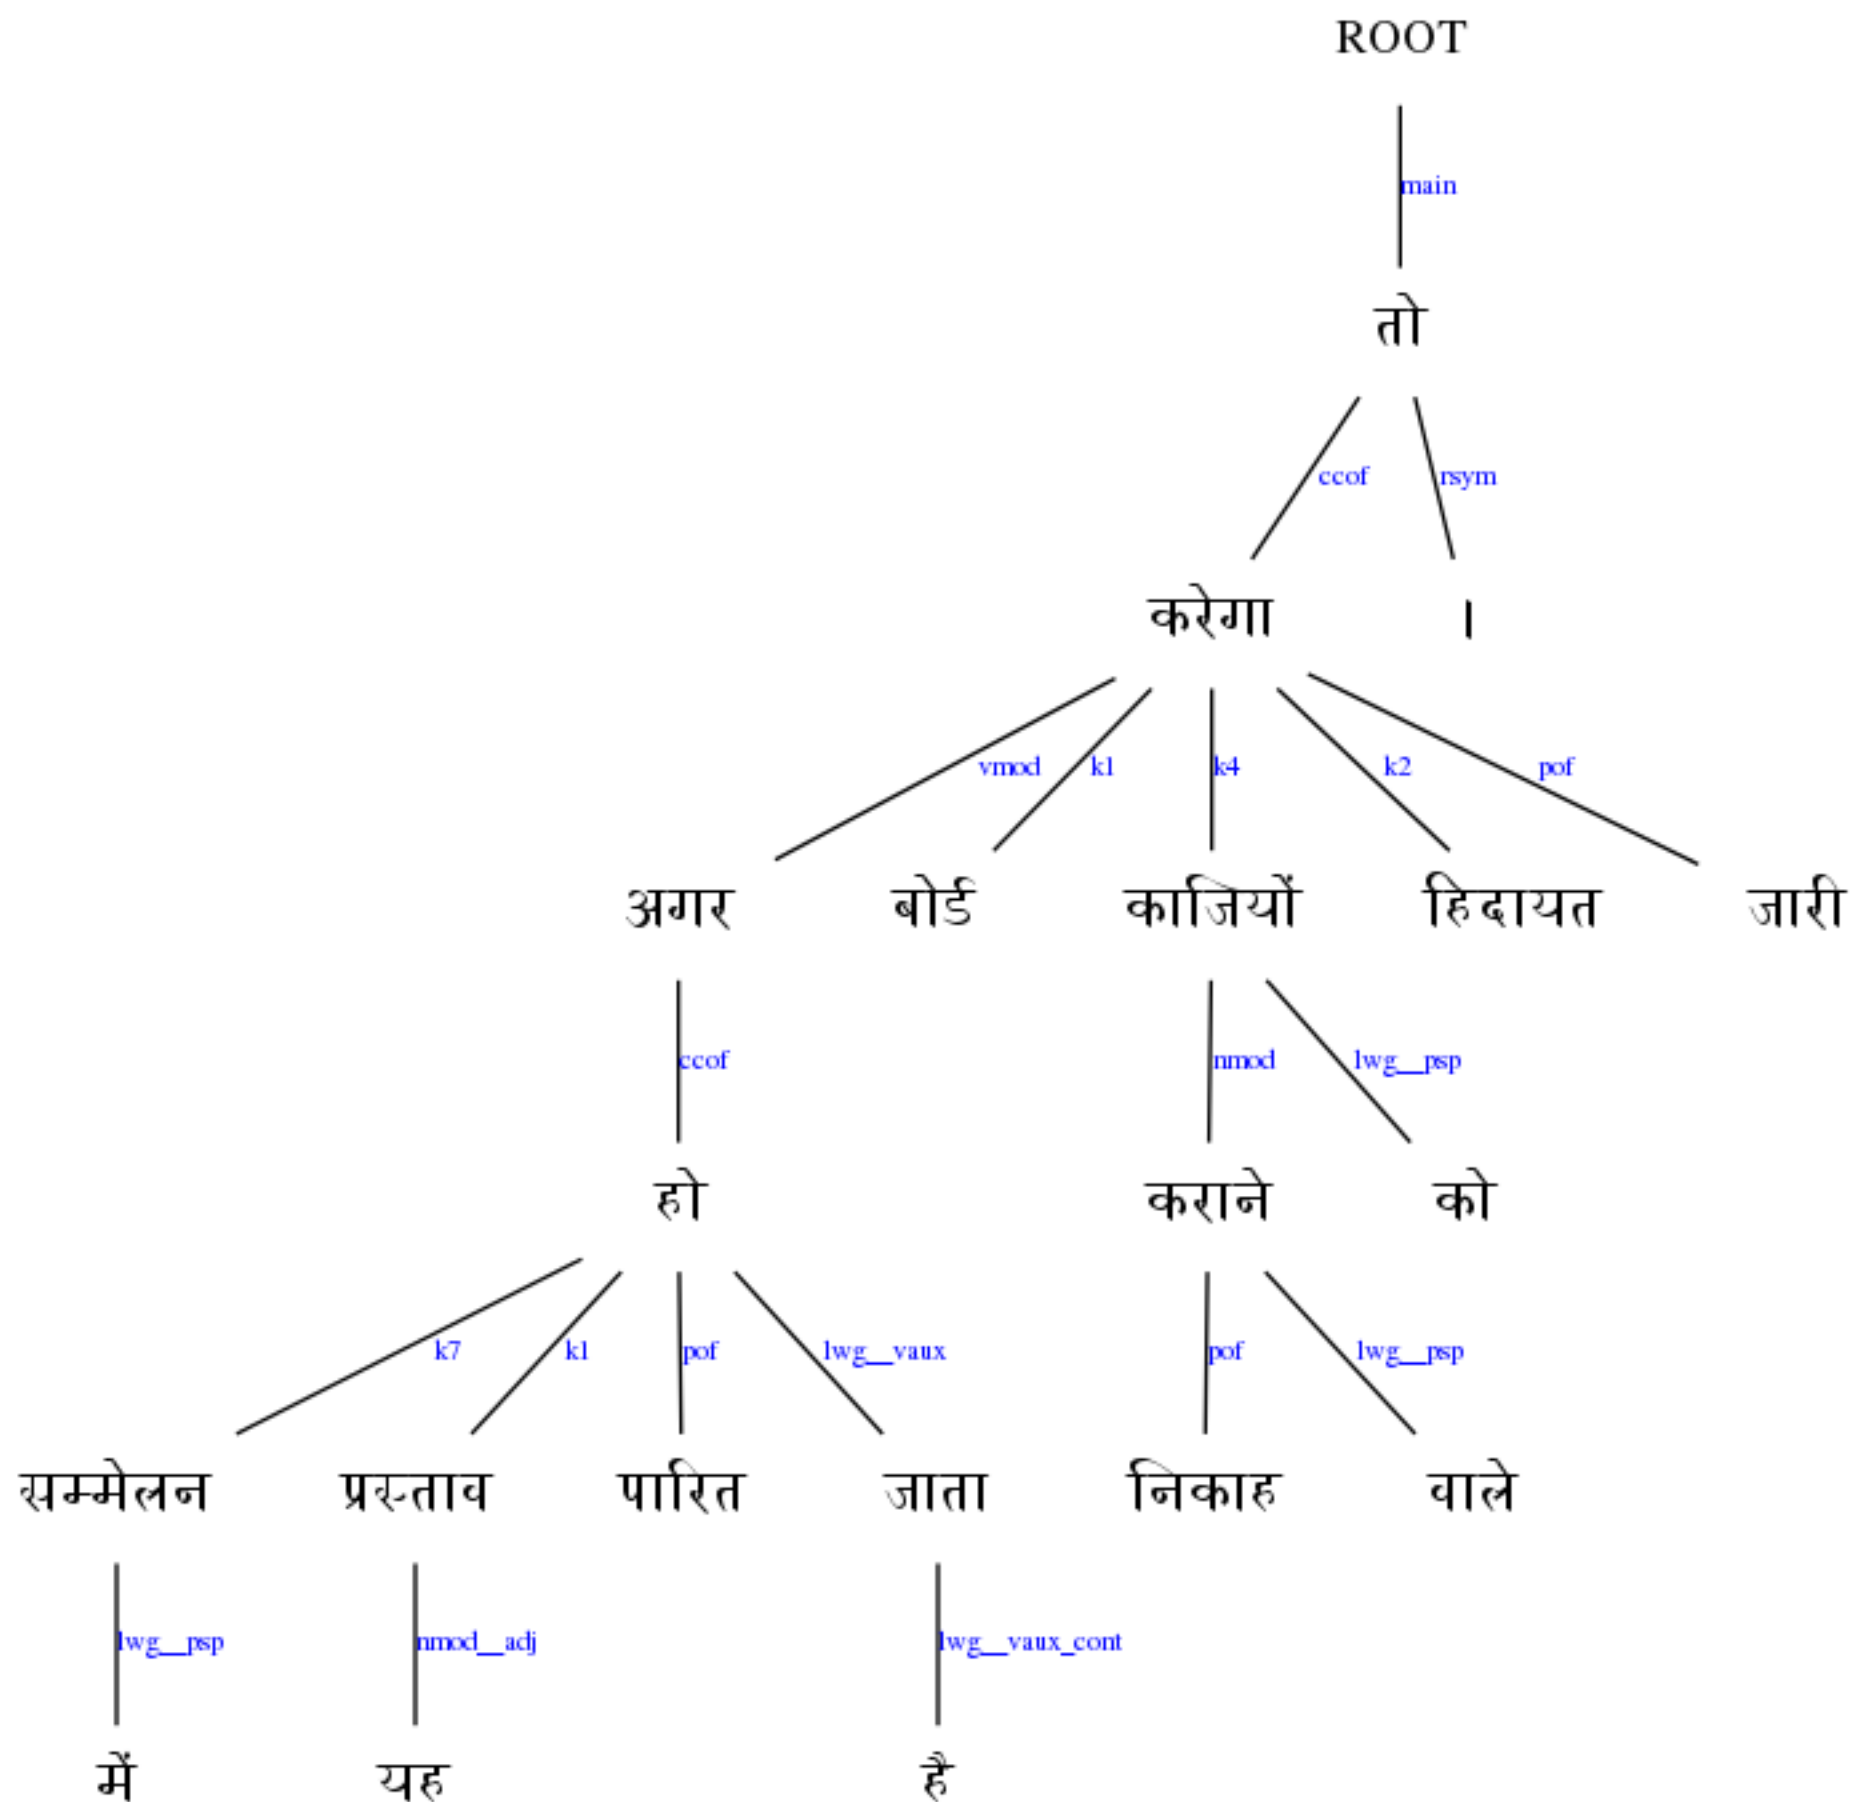 ROOT
main
तो
ccof rsym
करेगा ।
vmod k1 k4 k2 pof
अगर बोर्ड काजियों हिदायत जारी
ccof nmod lwg__psp
हो कराने को
k7 k1 pof lwg__vaux pof lwg__psp
सम्मेलन प्रस्ताव पारित जाता निकाह वाले
lwg__psp nmod__adj lwg__vaux_cont
में यह है